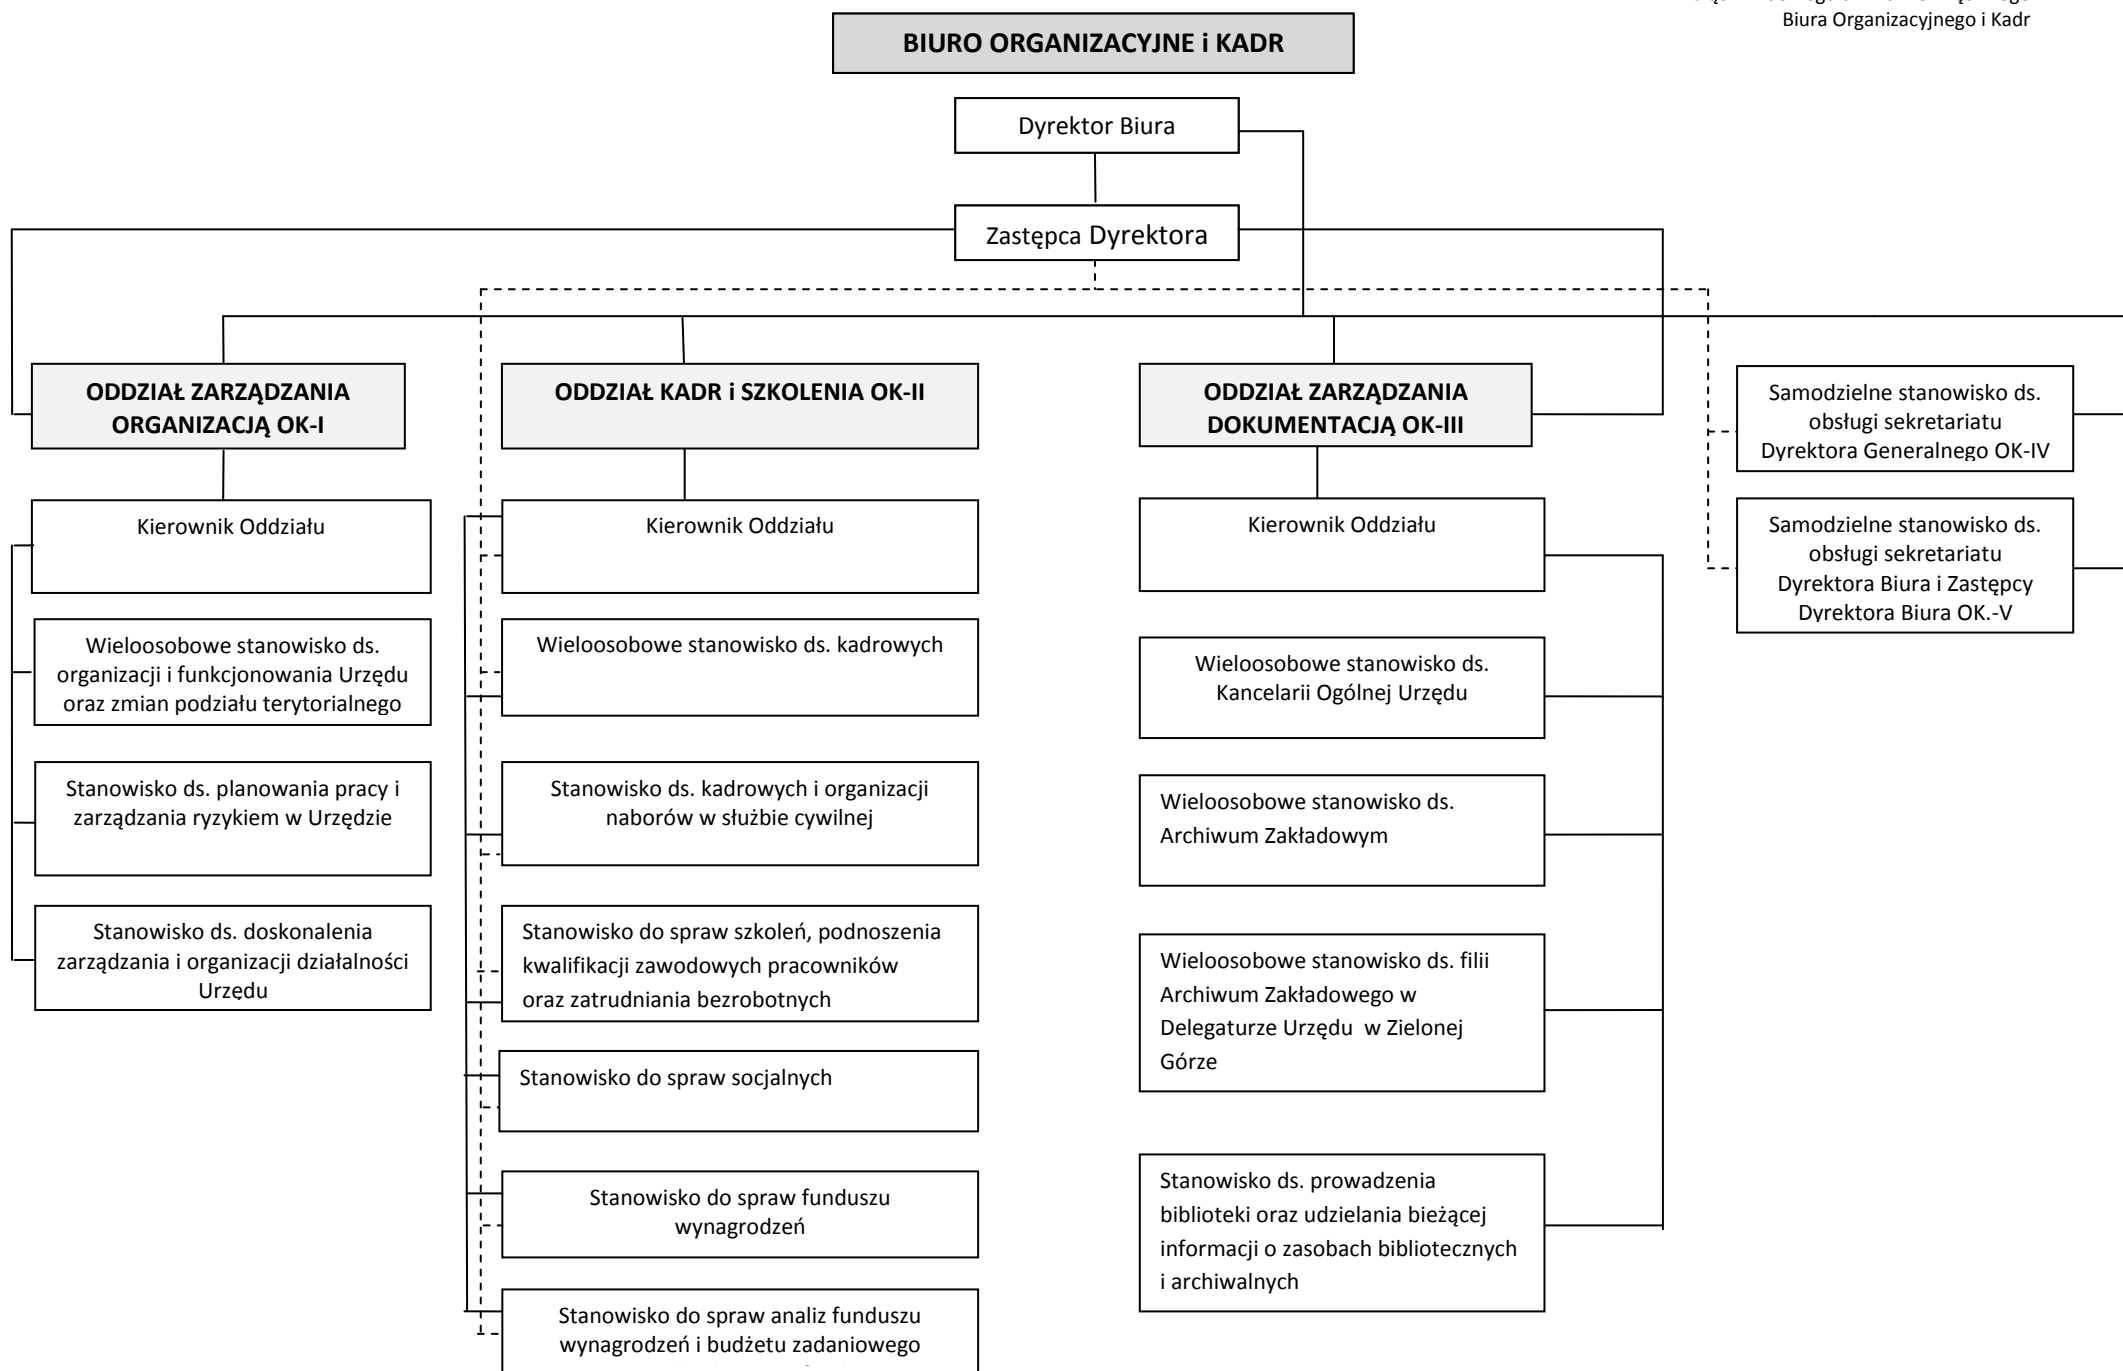 Biura Organizacyjnego i Kadr
BIURO ORGANIZACYJNE i KADR
Dyrektor Biura
Zastępca Dyrektora
ODDZIAŁ ZARZĄDZANIA
ORGANIZACJĄ OK-I
Kierownik Oddziału
Wieloosobowe stanowisko ds.
organizacji i funkcjonowania Urzędu
oraz zmian podziału terytorialnego
Stanowisko ds. planowania pracy i
zarządzania ryzykiem w Urzędzie
Stanowisko ds. doskonalenia
zarządzania i organizacji działalności
Urzędu
ODDZIAŁ KADR i SZKOLENIA OK-II
Kierownik Oddziału
Wieloosobowe stanowisko ds. kadrowych
Stanowisko ds. kadrowych i organizacji
naborów w służbie cywilnej
Stanowisko do spraw szkoleń, podnoszenia
kwalifikacji zawodowych pracowników
oraz zatrudniania bezrobotnych
Stanowisko do spraw socjalnych
Stanowisko do spraw funduszu
wynagrodzeń
Stanowisko do spraw analiz funduszu
wynagrodzeń i budżetu zadaniowego
ODDZIAŁ ZARZĄDZANIA
DOKUMENTACJĄ OK-III
Kierownik Oddziału
Wieloosobowe stanowisko ds.
Kancelarii Ogólnej Urzędu
Wieloosobowe stanowisko ds.
Archiwum Zakładowym
Wieloosobowe stanowisko ds. filii
Archiwum Zakładowego w
Delegaturze Urzędu  w Zielonej
Górze
Stanowisko ds. prowadzenia
biblioteki oraz udzielania bieżącej
informacji o zasobach bibliotecznych
i archiwalnych
Samodzielne stanowisko ds.
obsługi sekretariatu
Dyrektora Generalnego OK-IV
Samodzielne stanowisko ds.
obsługi sekretariatu
Dyrektora Biura i Zastępcy
Dyrektora Biura OK.-V